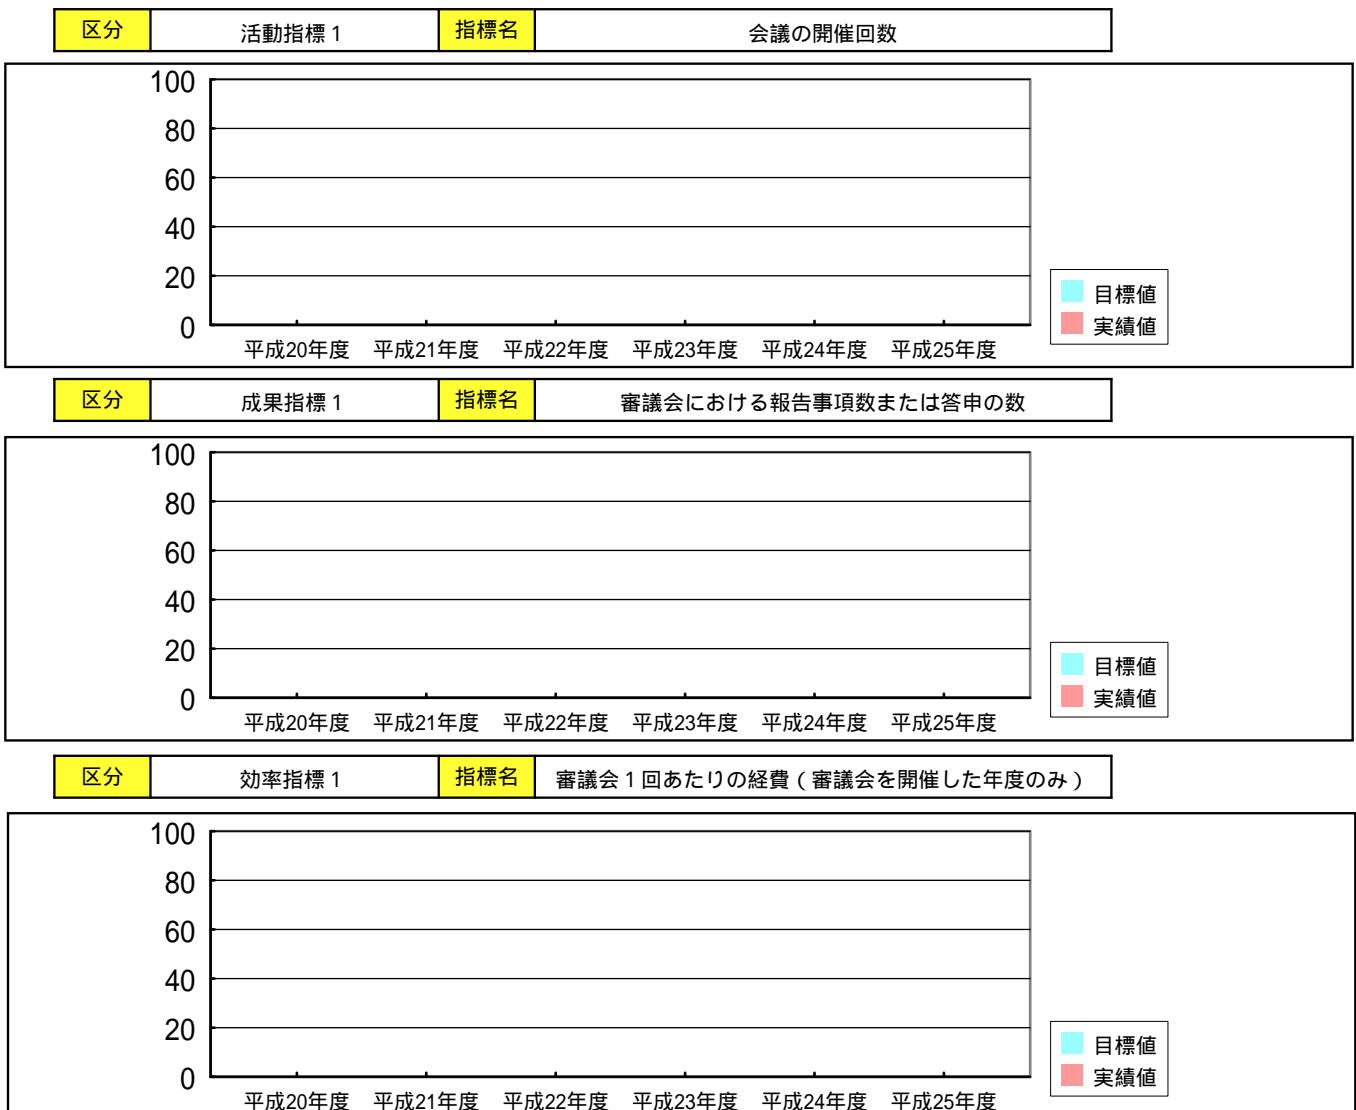 区分 活動指標1 指標名 会議の開催回数
100
80
60
40
20
0
平成20年度 平成21年度 平成22年度 平成23年度 平成24年度 平成25年度
目標値
実績値
区分 成果指標1 指標名 審議会における報告事項数または答申の数
100
80
60
40
20
0
平成20年度 平成21年度 平成22年度 平成23年度 平成24年度 平成25年度
目標値
実績値
区分 効率指標1 指標名 審議会1回あたりの経費(審議会を開催した年度のみ)
100
80
60
40
20
0
平成20年度 平成21年度 平成22年度 平成23年度 平成24年度 平成25年度
目標値
実績値